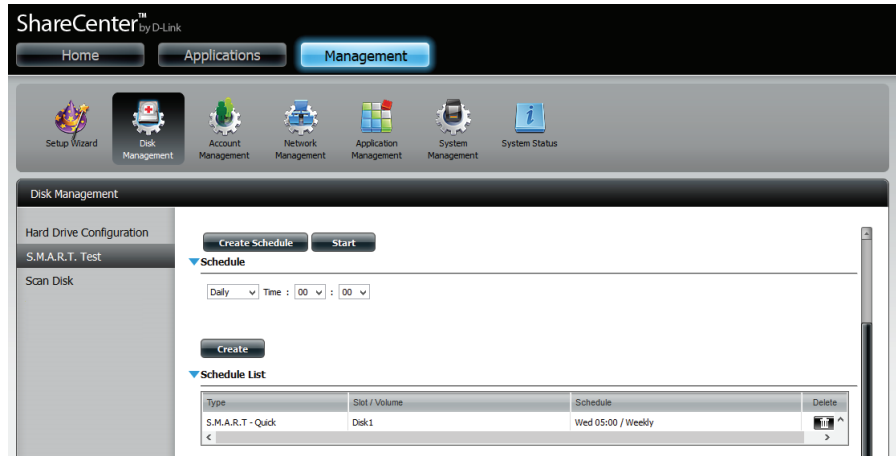 ShareCenter™ by D-Link
Home Applications Management
Setup Wizard Disk Management Account Management Network Management Application Management System Management System Status
Disk Management
Hard Drive Configuration
S.M.A.R.T. Test
Scan Disk
Create Schedule Start
Schedule
Daily Time : 00 : 00
Create
Schedule List
Type Slot / Volume Schedule Delete
S.M.A.R.T - Quick Disk1 Wed 05:00 / Weekly